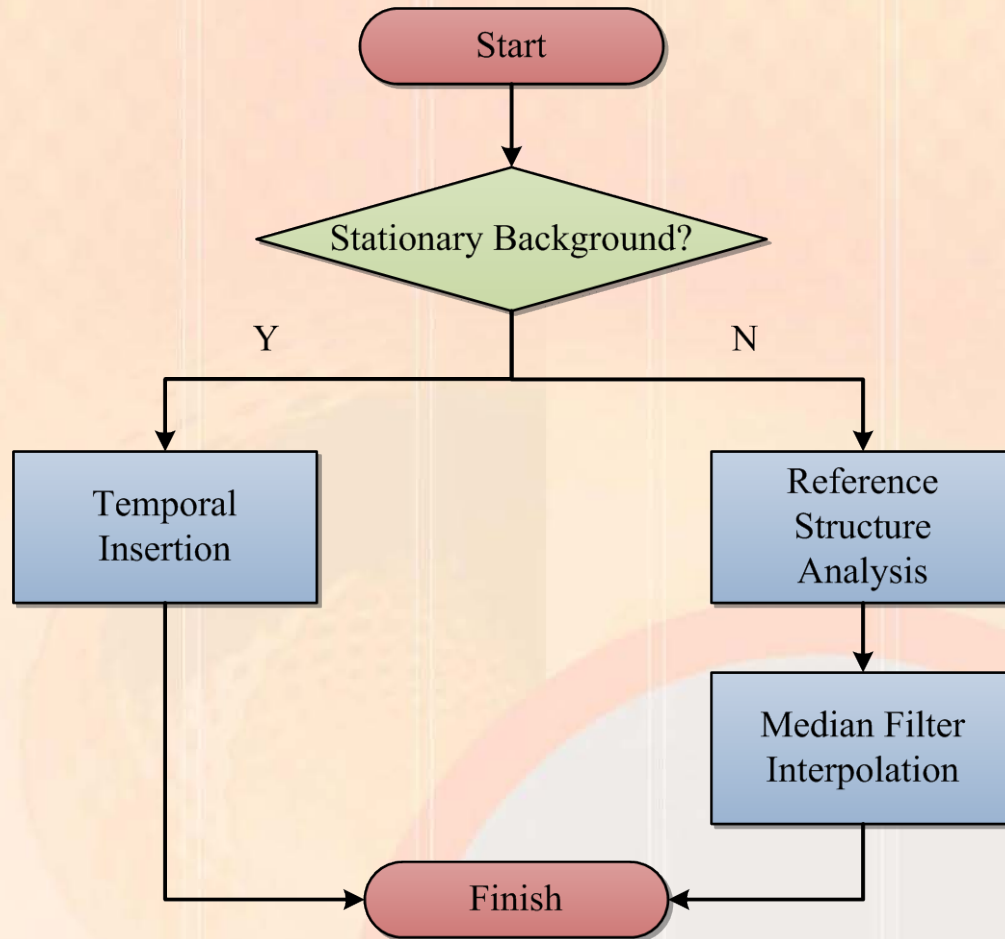 Start
Stationary Background?
Y
N
Temporal
Insertion
Reference
Structure
Analysis
Median Filter
Interpolation
Finish